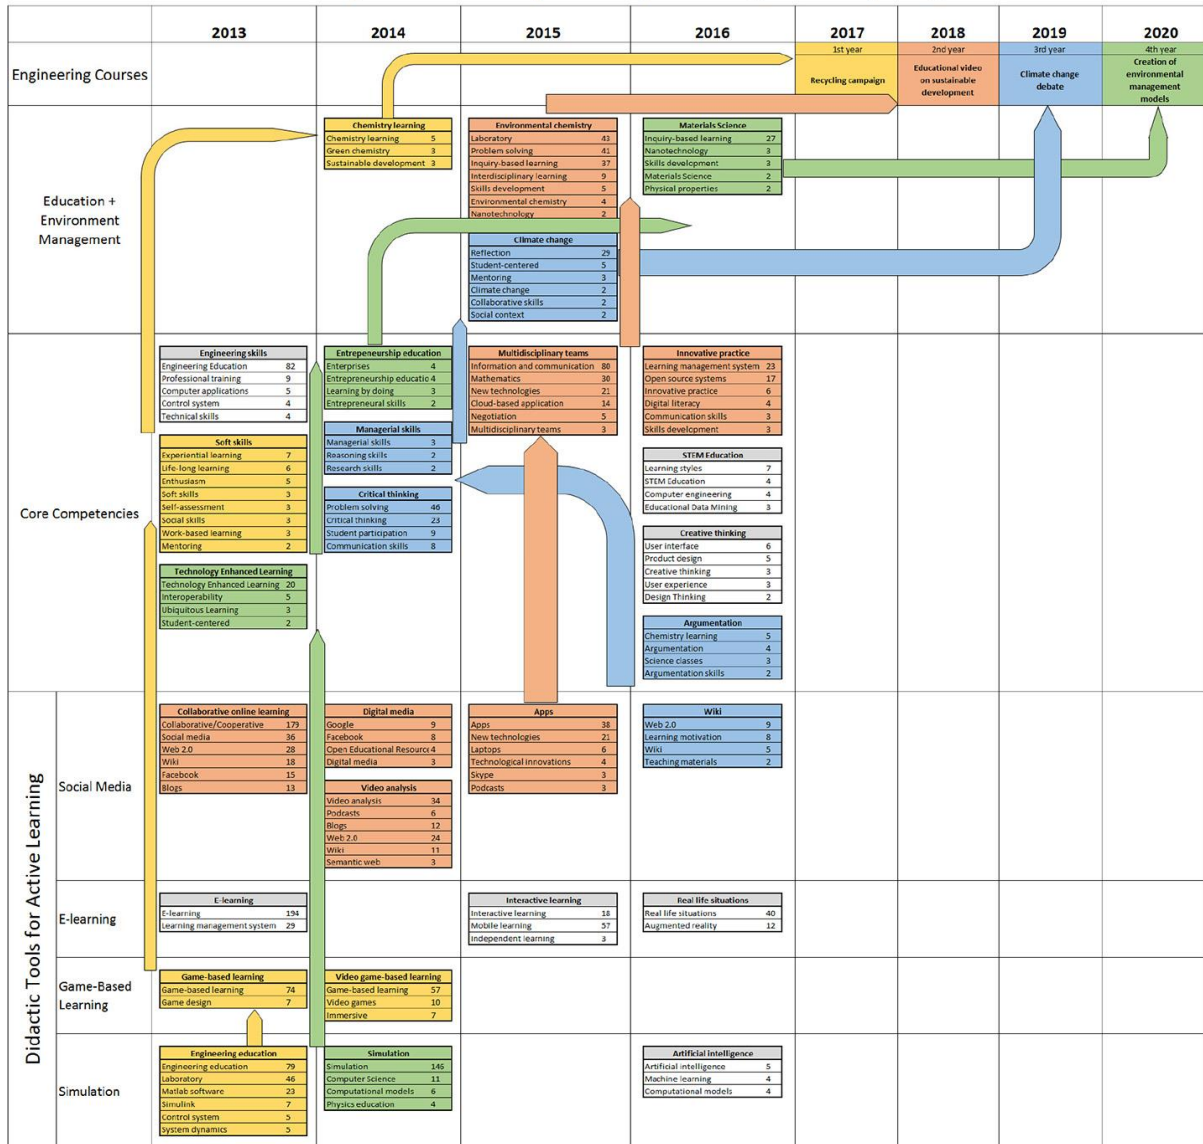 2013 2014 2015 2016 2017 2018 2019 2020
Engineering Courses
1st year
Recycling campaign
2nd year
Educational video
on sustainable
development
3rd year
Climate change
debate
4th year
Creation of
environmental
management
models
Education +
Environment
Management
Chemistry learning
Chemistry learning 5
Green chemistry 3
Sustainable development 3
Environmental chemistry
Laboratory 43
Problem solving 41
Inquiry-based learning 37
Interdisciplinary learning 9
Skills development 5
Environmental chemistry 4
Nanotechnology 2
Climate change
Reflection 29
Student-centered 5
Mentoring 3
Climate change 2
Collaborative skills 2
Social context 2
Materials Science
Inquiry-based learning 27
Nanotechnology 3
Skills development 3
Materials Science 2
Physical properties 2
Core Competencies
Engineering skills
Engineering Education 82
Professional training 9
Computer applications 5
Control system 4
Technical skills 4
Soft skills
Experiential learning 7
Life-long learning 6
Enthusiasm 5
Soft skills 3
Self-assessment 3
Social skills 3
Work-based learning 3
Mentoring 2
Technology Enhanced Learning
Technology Enhanced Learning 20
Interoperability 5
Ubiquitous Learning 3
Student-centered 2
Entrepeneurship education
Enterprises 4
Entrepreneurship educatio 4
Learning by doing 3
Entrepreneurial skills 2
Managerial skills
Managerial skills 3
Reasoning skills 2
Research skills 2
Critical thinking
Problem solving 46
Critical thinking 23
Student participation 9
Communication skills 8
Multidisciplinary teams
Information and communication 80
Mathematics 30
New technologies 21
Cloud-based application 14
Negotiation 5
Multidisciplinary teams 3
Innovative practice
Learning management system 23
Open source systems 17
Innovative practice 6
Digital literacy 4
Communication skills 3
Skills development 3
STEM Education
Learning styles 7
STEM Education 4
Computer engineering 4
Educational Data Mining 3
Creative thinking
User interface 6
Product design 5
Creative thinking 3
User experience 3
Design Thinking 2
Argumentation
Chemistry learning 5
Argumentation 4
Science classes 3
Argumentation skills 2
Didactic Tools for Active Learning
Social Media
Collaborative online learning
Collaborative/Cooperative 179
Social media 36
Web 2.0 28
Wiki 18
Facebook 15
Blogs 13
Digital media
Google 9
Facebook 8
Open Educational Resource 4
Digital media 3
Video analysis
Video analysis 34
Podcasts 6
Blogs 12
Web 2.0 24
Wiki 11
Semantic web 3
Apps
Apps 38
New technologies 21
Laptops 6
Technological innovations 4
Skype 3
Podcasts 3
Wiki
Web 2.0 9
Learning motivation 8
Wiki 5
Teaching materials 2
E-learning
E-learning
E-learning 194
Learning management system 29
Interactive learning
Interactive learning 18
Mobile learning 57
Independent learning 3
Real life situations
Real life situations 40
Augmented reality 12
Game-Based
Learning
Game-based learning
Game-based learning 74
Game design 7
Video game-based learning
Game-based learning 57
Video games 10
Immersive 7
Simulation
Engineering education
Engineering education 79
Laboratory 46
Matlab software 23
Simulink 7
Control system 5
System dynamics 5
Simulation
Simulation 146
Computer Science 11
Computational models 6
Physics education 4
Artificial intelligence
Artificial intelligence 5
Machine learning 4
Computational models 4